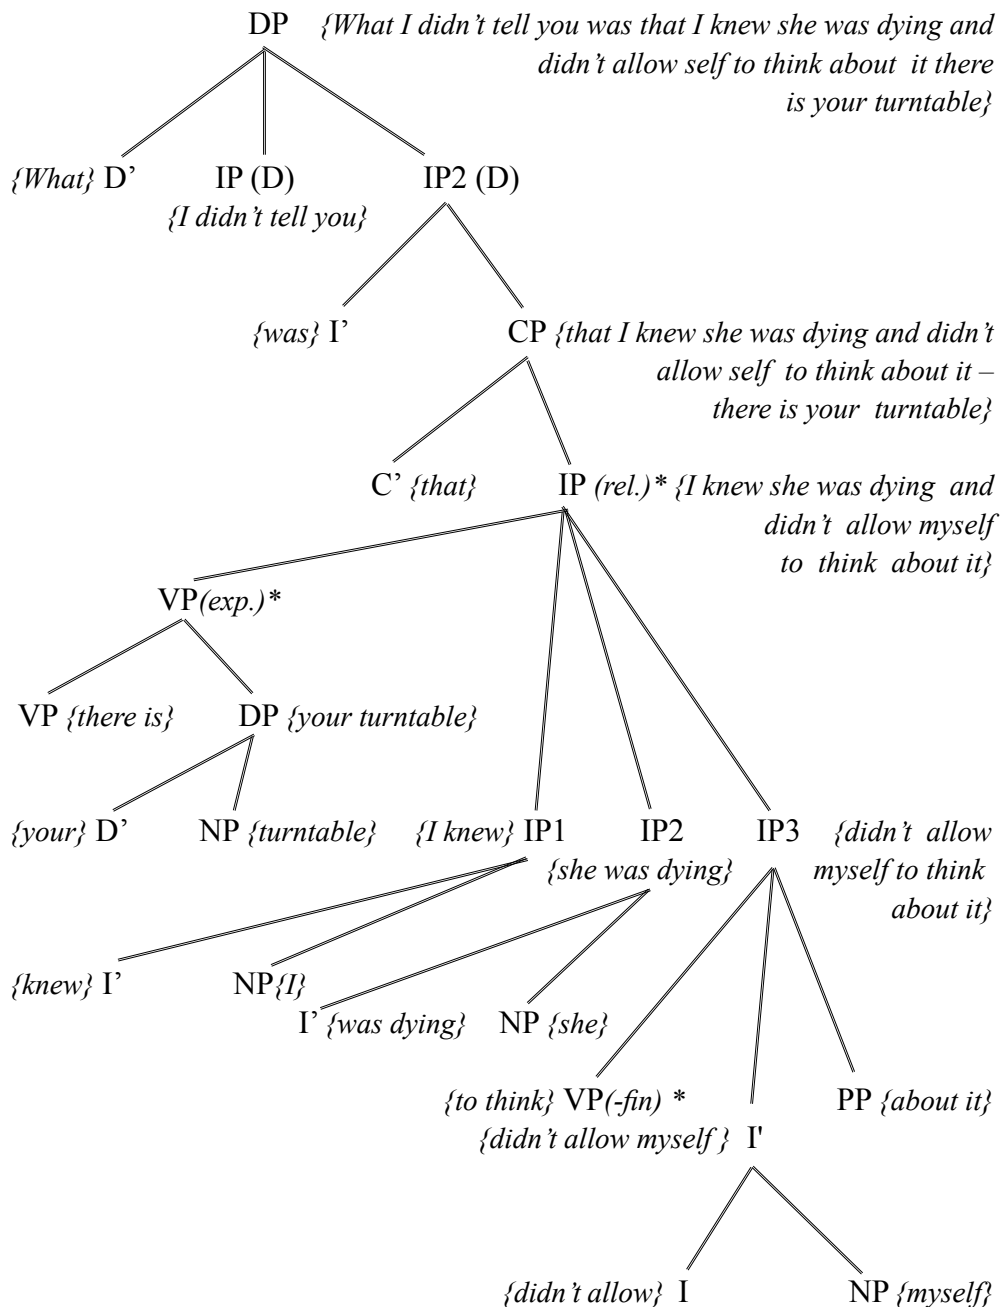 DP {What I didn’t tell you was that I knew she was dying and
didn’t allow self to think about it there
is your turntable}
{What} D’ IP (D) IP2 (D)
{I didn’t tell you}
{was} I’ CP {that I knew she was dying and didn’t
allow self to think about it –
there is your turntable}
C’ {that} IP (rel.)* {I knew she was dying and
didn’t allow myself
to think about it}
VP(exp.)*
VP {there is} DP {your turntable}
{your} D’ NP {turntable} {I knew} IP1 IP2 IP3 {didn’t allow
{she was dying} myself to think
about it}
{knew} I’ NP{I}
I’ {was dying} NP {she}
{to think} VP(-fin) * PP {about it}
{didn’t allow myself } I'
{didn’t allow} I NP {myself}